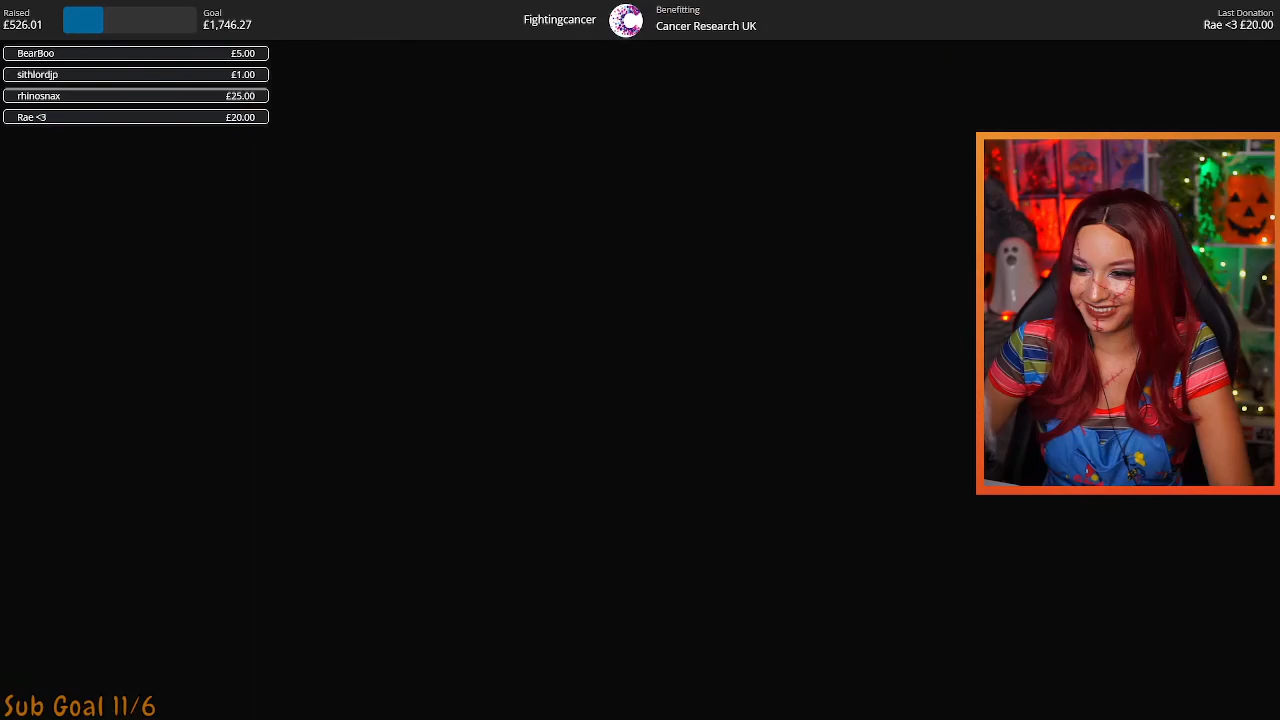 Raised
£526.01
Goal
£1,746.27
Fightingcancer
Benefitting
Cancer Research UK
Last Donation
Rae <3 £20.00
BearBoo £5.00
sithlordjp £1.00
rhinosnax £25.00
Rae <3 £20.00
Sub Goal 11/6